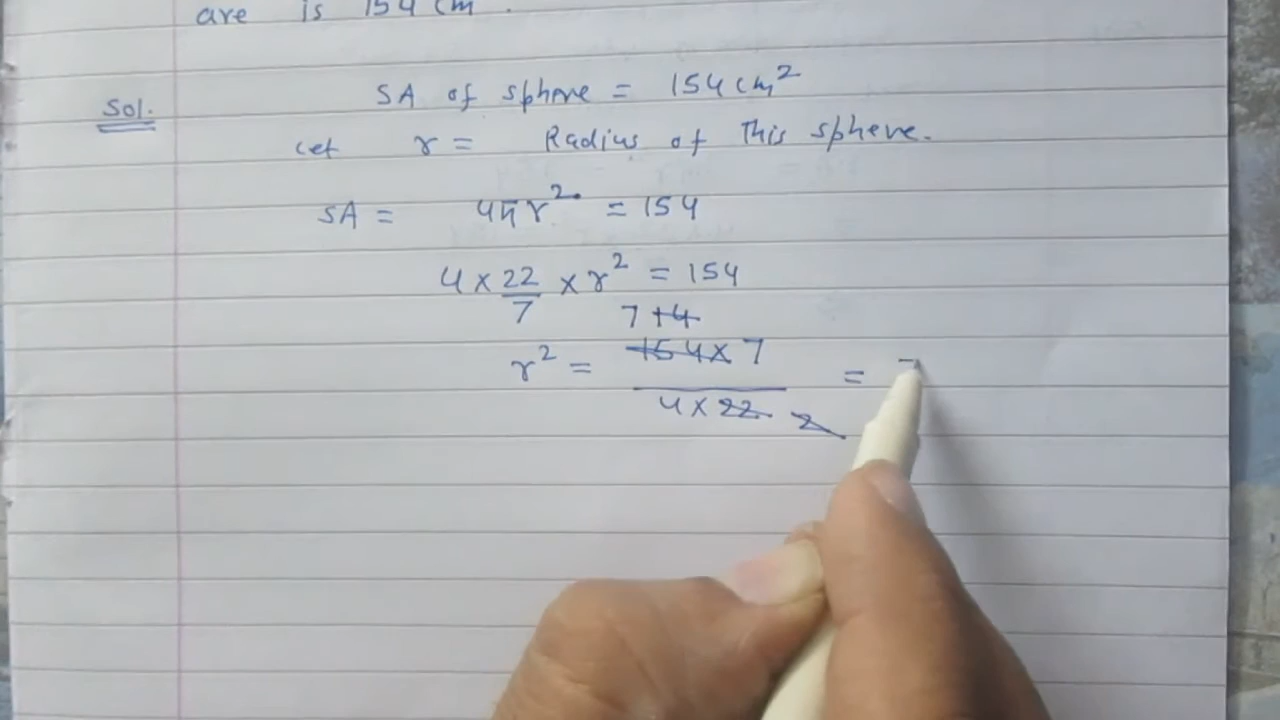 are is 154 cm .
Sol. SA of sphere = 154 cm²
Let r = Radius of This sphere.
SA = 4πr² = 154
4 × 22/7 × r² = 154
7 14
r² = 154 × 7 / 4 × 22 2 =